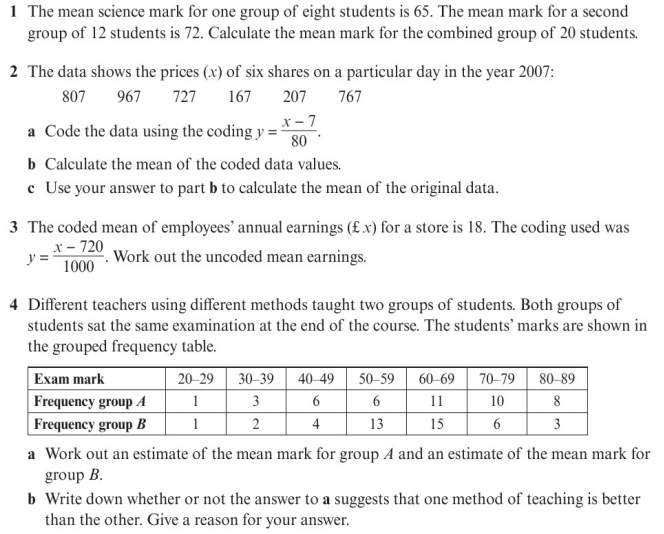 1 The mean science mark for one group of eight students is 65. The mean mark for a second
group of 12 students is 72. Calculate the mean mark for the combined group of 20 students.
2 The data shows the prices (x) of six shares on a particular day in the year 2007:
807 967 727 167 207 767
a Code the data using the coding y = (x − 7)/80.
b Calculate the mean of the coded data values.
c Use your answer to part b to calculate the mean of the original data.
3 The coded mean of employees' annual earnings (£ x) for a store is 18. The coding used was
y = (x − 720)/1000. Work out the uncoded mean earnings.
4 Different teachers using different methods taught two groups of students. Both groups of
students sat the same examination at the end of the course. The students' marks are shown in
the grouped frequency table.
Exam mark 20–29 30–39 40–49 50–59 60–69 70–79 80–89
Frequency group A 1 3 6 6 11 10 8
Frequency group B 1 2 4 13 15 6 3
a Work out an estimate of the mean mark for group A and an estimate of the mean mark for
group B.
b Write down whether or not the answer to a suggests that one method of teaching is better
than the other. Give a reason for your answer.